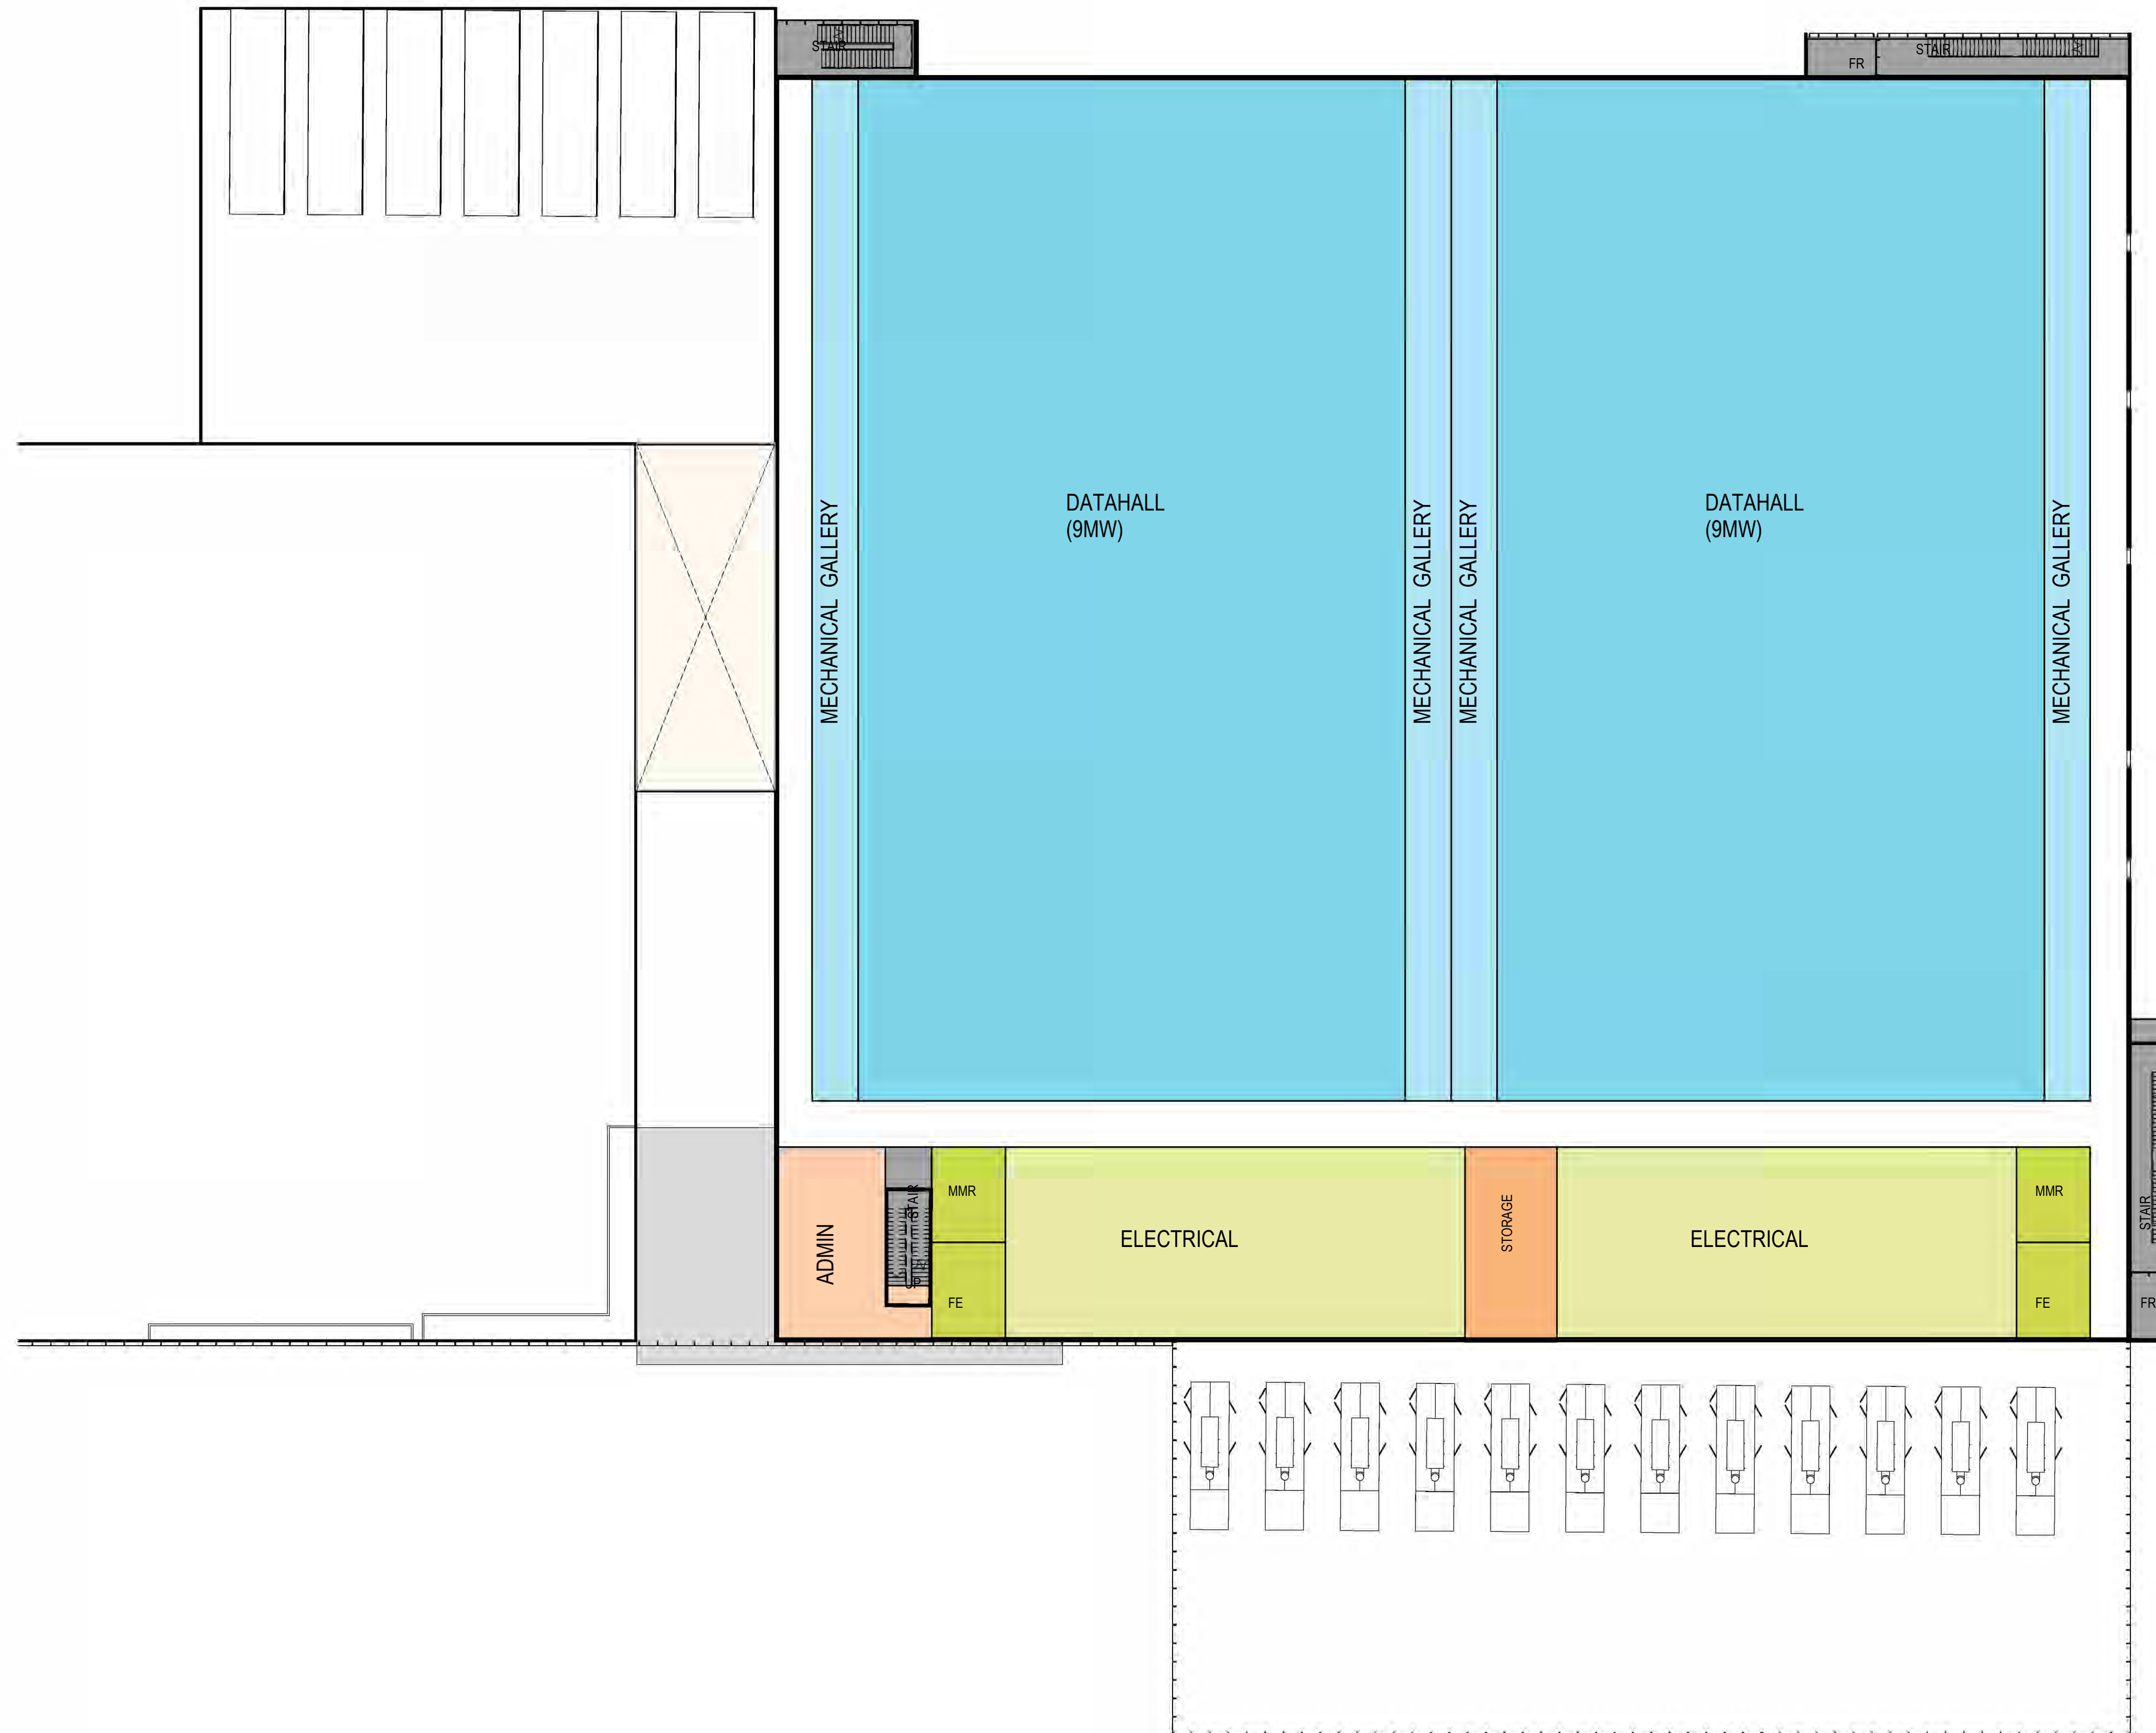 STAIR
STAIR
FR
DATAHALL
(9MW)
DATAHALL
(9MW)
MECHANICAL GALLERY
MECHANICAL GALLERY
MECHANICAL GALLERY
MECHANICAL GALLERY
MMR
STAIR
MMR
STORAGE
STAIR
ADMIN
ELECTRICAL
ELECTRICAL
FE
FE
FR